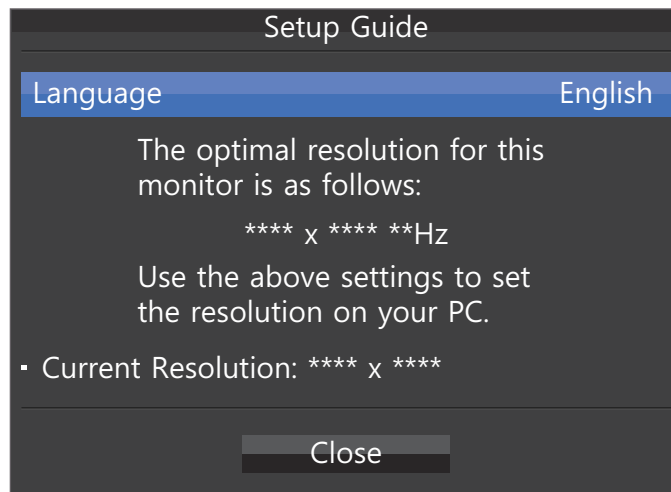 Setup Guide
Language English
The optimal resolution for this
monitor is as follows:
**** x **** **Hz
Use the above settings to set
the resolution on your PC.
▪ Current Resolution: **** x ****
Close